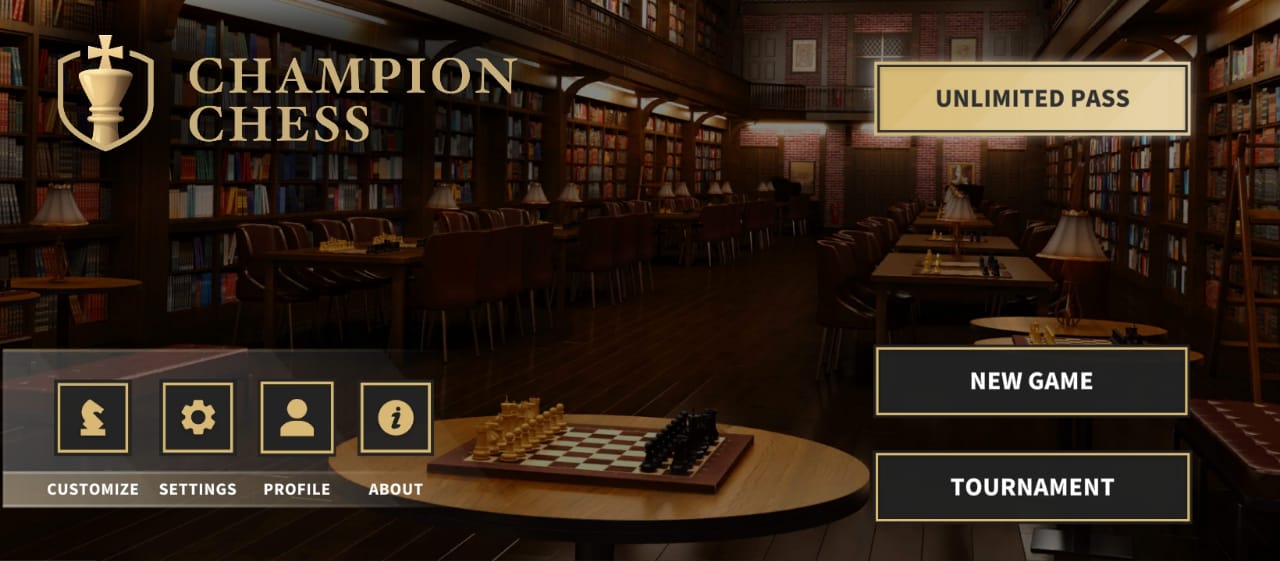 CHAMPION
CHESS
UNLIMITED PASS
NEW GAME
TOURNAMENT
CUSTOMIZE SETTINGS PROFILE ABOUT